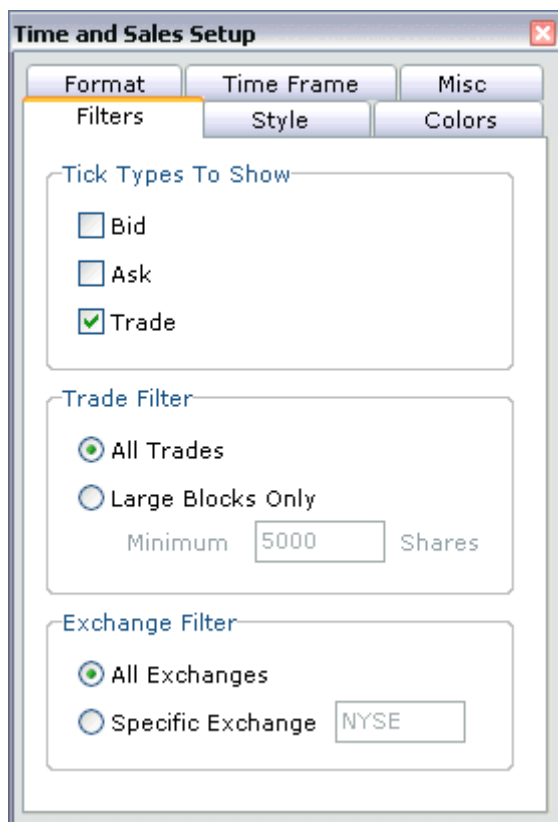 Time and Sales Setup
Format Time Frame Misc
Filters Style Colors
Tick Types To Show
Bid
Ask
Trade
Trade Filter
All Trades
Large Blocks Only
Minimum 5000 Shares
Exchange Filter
All Exchanges
Specific Exchange NYSE